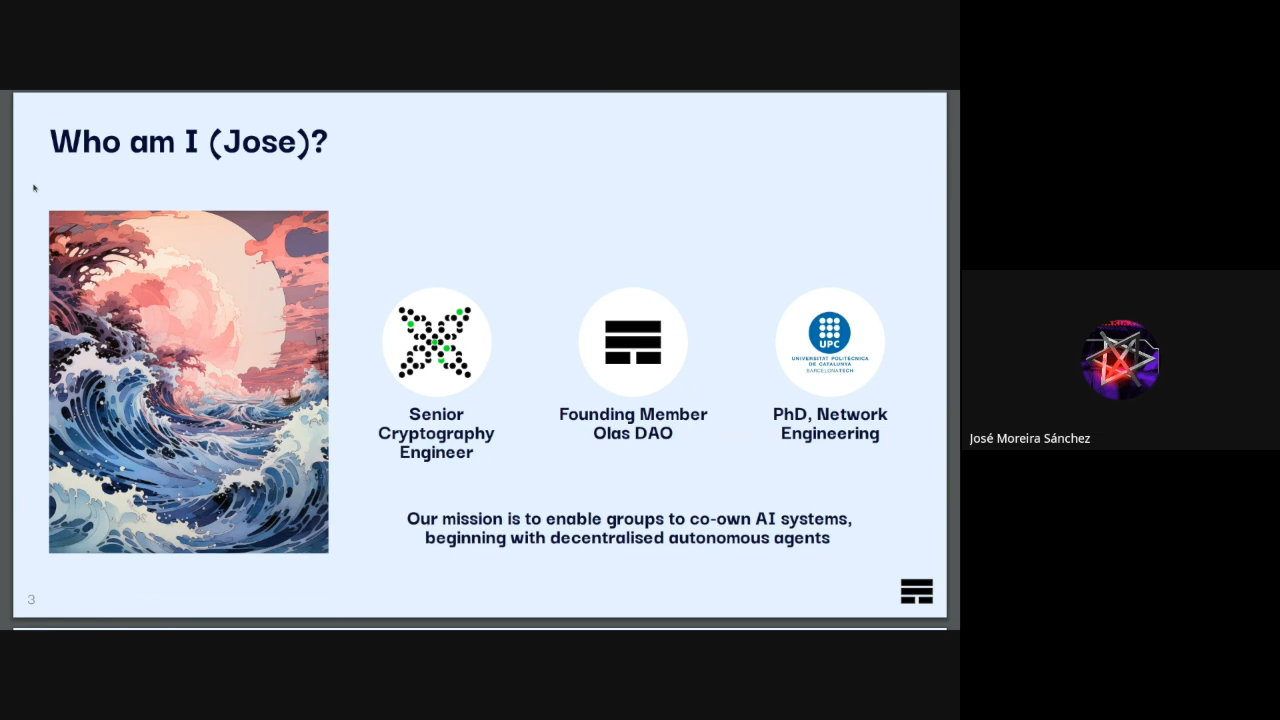 Who am I (Jose)?
UPC
UNIVERSITAT POLITÈCNICA
DE CATALUNYA
BARCELONATECH
Senior
Cryptography
Engineer
Founding Member
Olas DAO
PhD, Network
Engineering
Our mission is to enable groups to co-own AI systems,
beginning with decentralised autonomous agents
3
José Moreira Sánchez